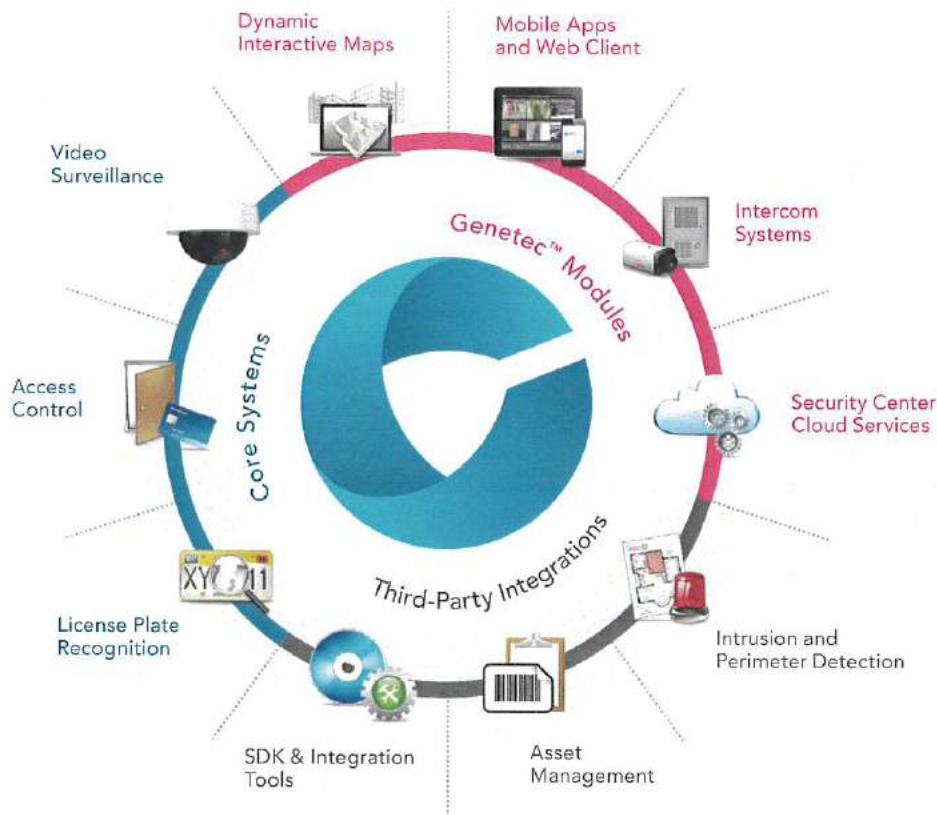 Dynamic
Interactive Maps
Mobile Apps
and Web Client
Video
Surveillance
Intercom
Systems
Genetec™ Modules
Core Systems
Access
Control
Security Center
Cloud Services
Third-Party Integrations
XY
11
License Plate
Recognition
Intrusion and
Perimeter Detection
SDK & Integration
Tools
Asset
Management